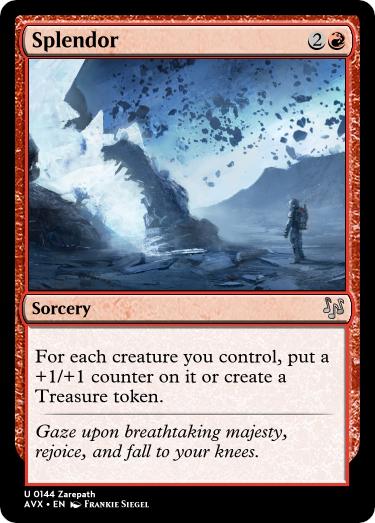 Splendor 2
Sorcery
For each creature you control, put a
+1/+1 counter on it or create a
Treasure token.
Gaze upon breathtaking majesty,
rejoice, and fall to your knees.
U 0144 Zarepath
AVX • EN Frankie Siegel